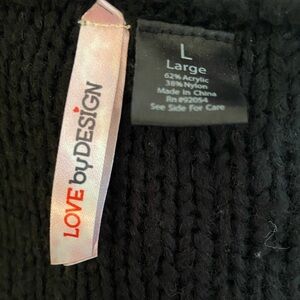 LOVE by DESIGN
L
Large
62% Acrylic
38% Nylon
Made in China
Rn#92054
See Side For Care